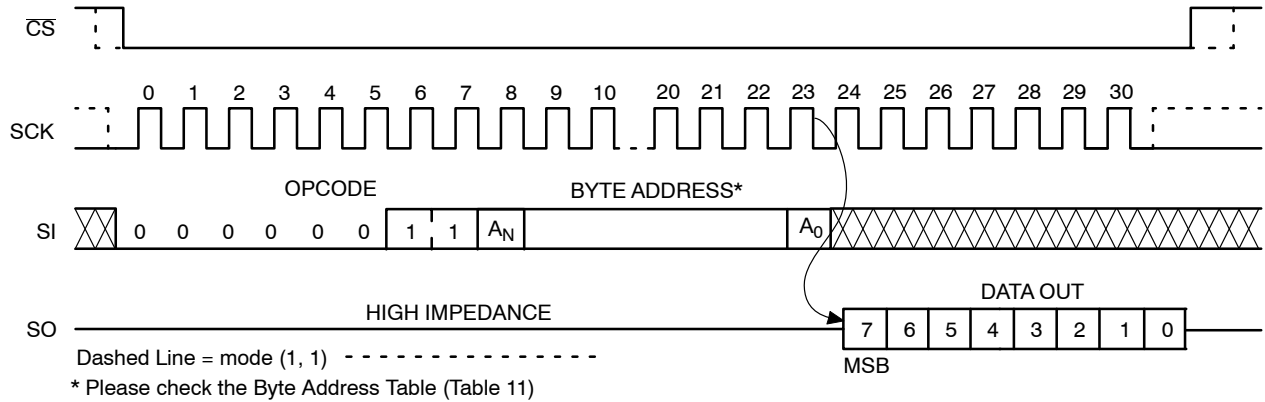 CS
0 1 2 3 4 5 6 7 8 9 10 20 21 22 23 24 25 26 27 28 29 30
SCK
OPCODE BYTE ADDRESS*
SI 0 0 0 0 0 0 1 1 AN A0
DATA OUT
HIGH IMPEDANCE
SO 7 6 5 4 3 2 1 0
Dashed Line = mode (1, 1)
MSB
* Please check the Byte Address Table (Table 11)